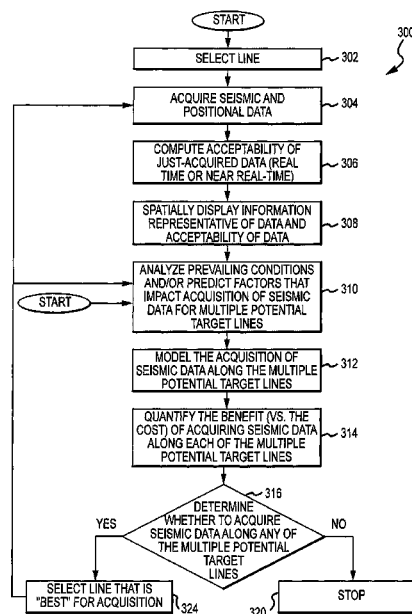 START
300
SELECT LINE
302
ACQUIRE SEISMIC AND
POSITIONAL DATA
304
COMPUTE ACCEPTABILITY OF
JUST-ACQUIRED DATA (REAL
TIME OR NEAR REAL-TIME)
306
SPATIALLY DISPLAY INFORMATION
REPRESENTATIVE OF DATA AND
ACCEPTABILITY OF DATA
308
START
ANALYZE PREVAILING CONDITIONS
AND/OR PREDICT FACTORS THAT
IMPACT ACQUISITION OF SEISMIC
DATA FOR MULTIPLE POTENTIAL
TARGET LINES
310
MODEL THE ACQUISITION OF
SEISMIC DATA ALONG THE MULTIPLE
POTENTIAL TARGET LINES
312
QUANTIFY THE BENEFIT (VS. THE
COST) OF ACQUIRING SEISMIC DATA
ALONG EACH OF THE MULTIPLE
POTENTIAL TARGET LINES
314
316
DETERMINE
WHETHER TO ACQUIRE
SEISMIC DATA ALONG ANY OF
THE MULTIPLE POTENTIAL
TARGET
LINES
YES
NO
SELECT LINE THAT IS
"BEST" FOR ACQUISITION
324
STOP
320